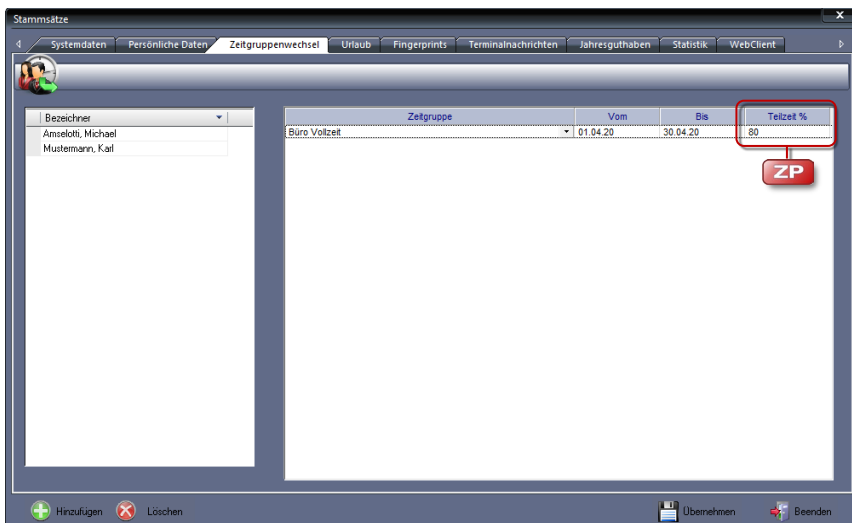 Stammsätze
Systemdaten Persönliche Daten Zeitgruppenwechsel Urlaub Fingerprints Terminalnachrichten Jahresguthaben Statistik WebClient
Bezeichner
Amselotti, Michael
Mustermann, Karl
Zeitgruppe Vom Bis Teilzeit %
Büro Vollzeit 01.04.20 30.04.20 80
ZP
Hinzufügen Löschen Übernehmen Beenden